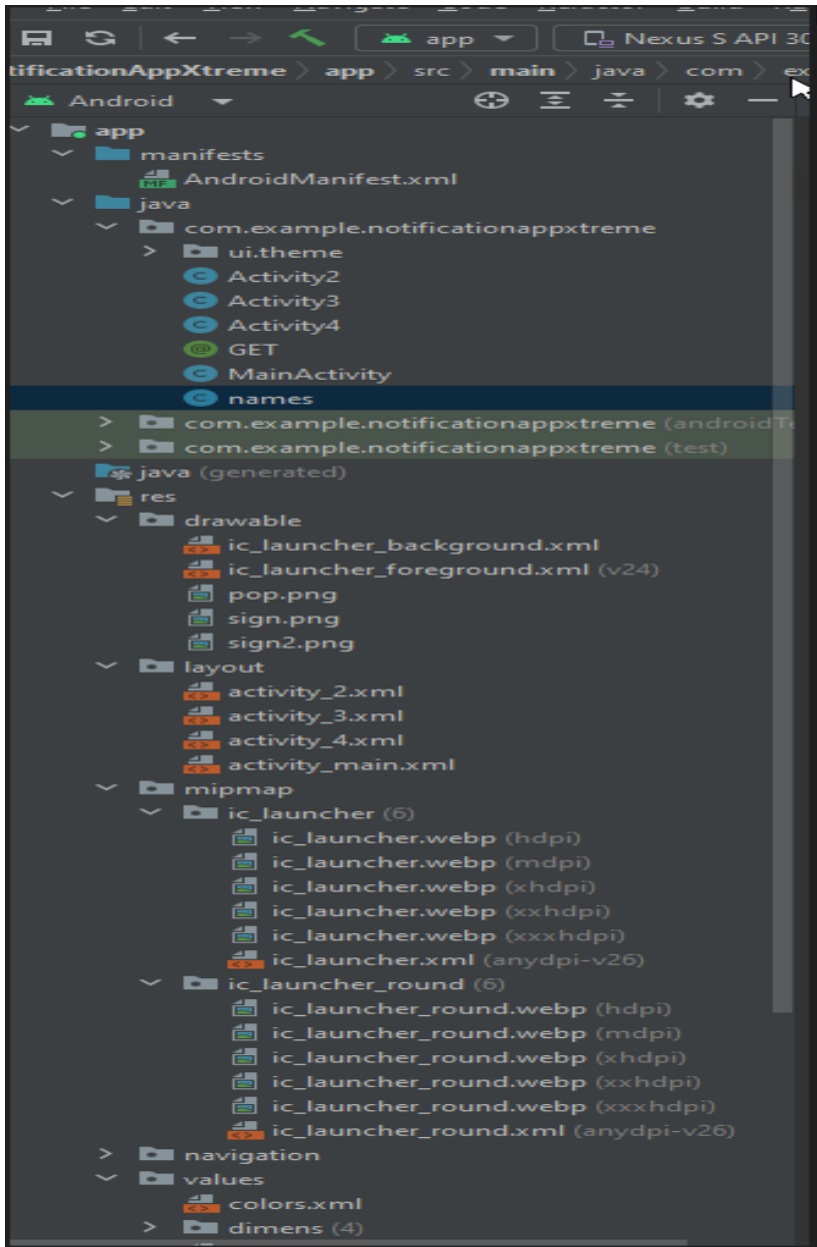 app Nexus S API 30
tificationAppXtreme > app > src > main > java > com > ex
Android
app
manifests
AndroidManifest.xml
java
com.example.notificationappxtreme
ui.theme
Activity2
Activity3
Activity4
GET
MainActivity
names
com.example.notificationappxtreme (androidTe
com.example.notificationappxtreme (test)
java (generated)
res
drawable
ic_launcher_background.xml
ic_launcher_foreground.xml (v24)
pop.png
sign.png
sign2.png
layout
activity_2.xml
activity_3.xml
activity_4.xml
activity_main.xml
mipmap
ic_launcher (6)
ic_launcher.webp (hdpi)
ic_launcher.webp (mdpi)
ic_launcher.webp (xhdpi)
ic_launcher.webp (xxhdpi)
ic_launcher.webp (xxxhdpi)
ic_launcher.xml (anydpi-v26)
ic_launcher_round (6)
ic_launcher_round.webp (hdpi)
ic_launcher_round.webp (mdpi)
ic_launcher_round.webp (xhdpi)
ic_launcher_round.webp (xxhdpi)
ic_launcher_round.webp (xxxhdpi)
ic_launcher_round.xml (anydpi-v26)
navigation
values
colors.xml
dimens (4)